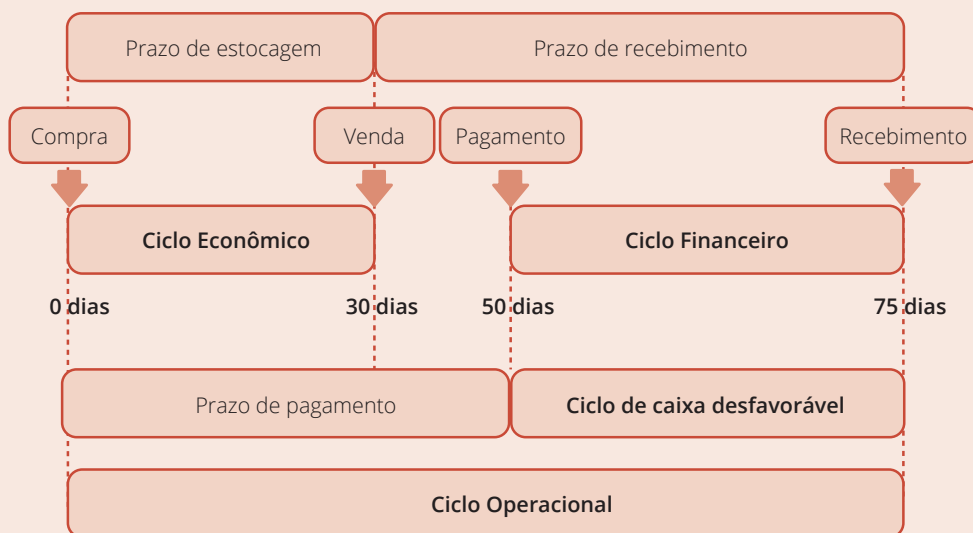 Prazo de estocagem
Prazo de recebimento
Compra
Venda
Pagamento
Recebimento
Ciclo Econômico
Ciclo Financeiro
0 dias
30 dias
50 dias
75 dias
Prazo de pagamento
Ciclo de caixa desfavorável
Ciclo Operacional